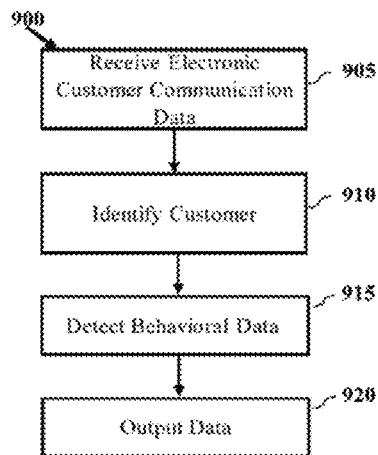 900
Receive Electronic
Customer Communication
Data
905
Identify Customer
910
Detect Behavioral Data
915
Output Data
920